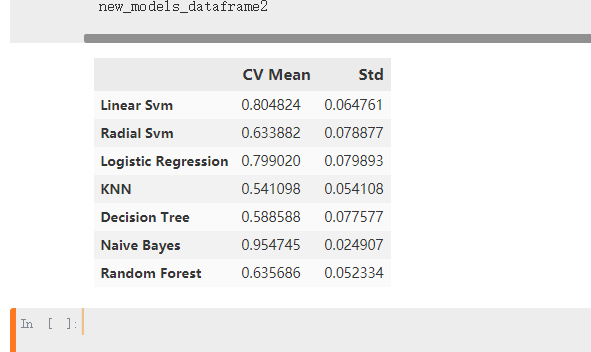 new_models_dataframe2
CV Mean Std
Linear Svm 0.804824 0.064761
Radial Svm 0.633882 0.078877
Logistic Regression 0.799020 0.079893
KNN 0.541098 0.054108
Decision Tree 0.588588 0.077577
Naive Bayes 0.954745 0.024907
Random Forest 0.635686 0.052334
In [ ]: